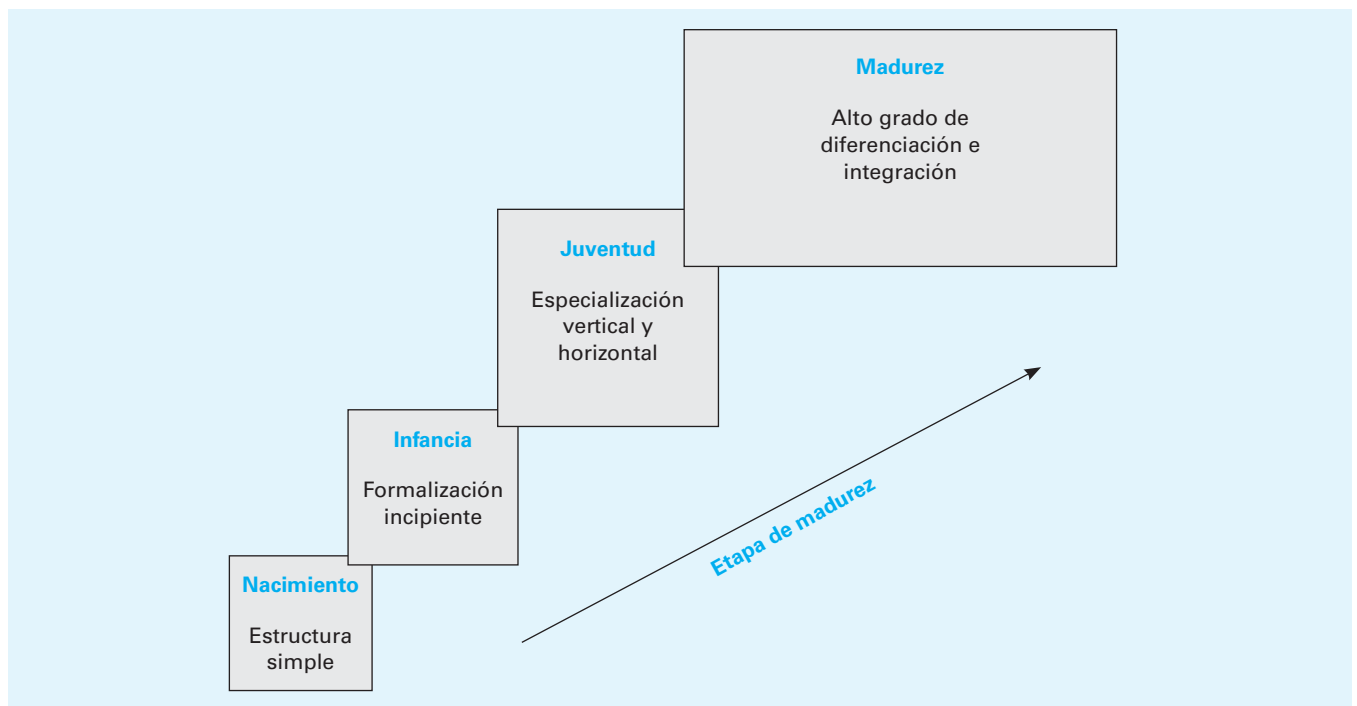 Madurez
Alto grado de
diferenciación e
integración
Juventud
Especialización
vertical y
horizontal
Infancia
Formalización
incipiente
Nacimiento
Estructura
simple
Etapa de madurez